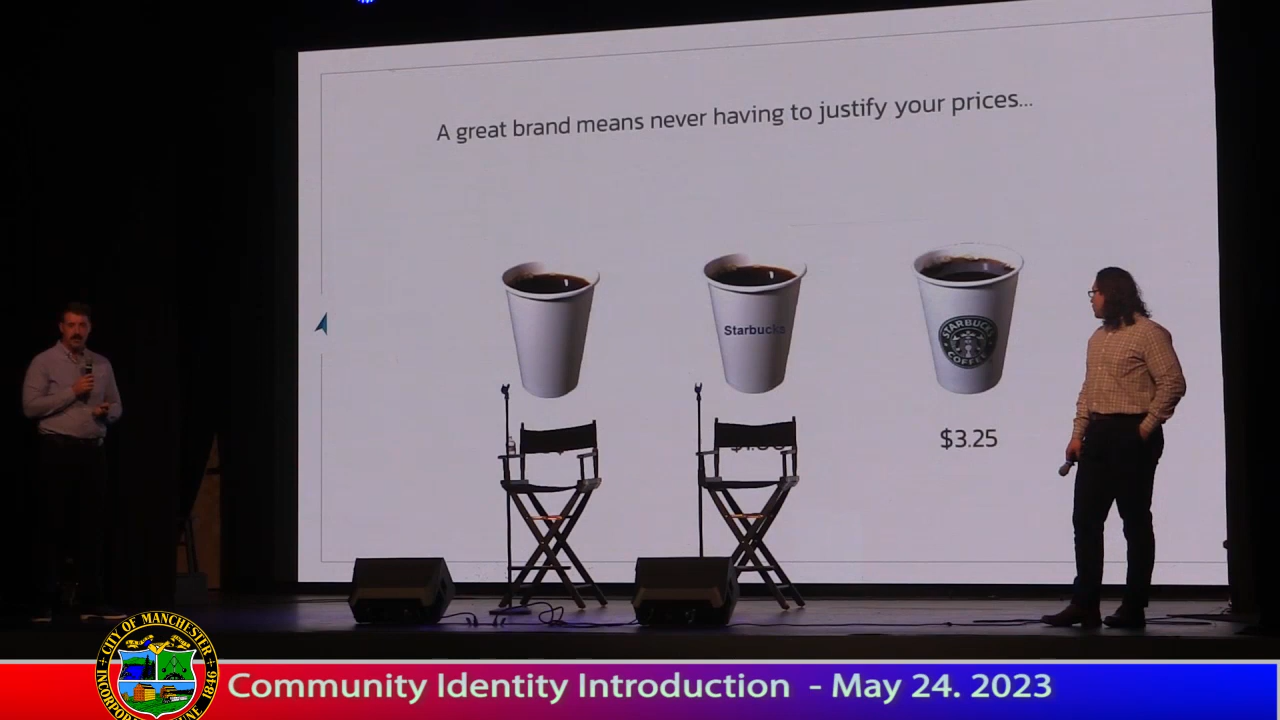 A great brand means never having to justify your prices...
Starbucks
STARBUCKS
COFFEE
$3.25
CITY OF MANCHESTER
1846
Community Identity Introduction - May 24. 2023